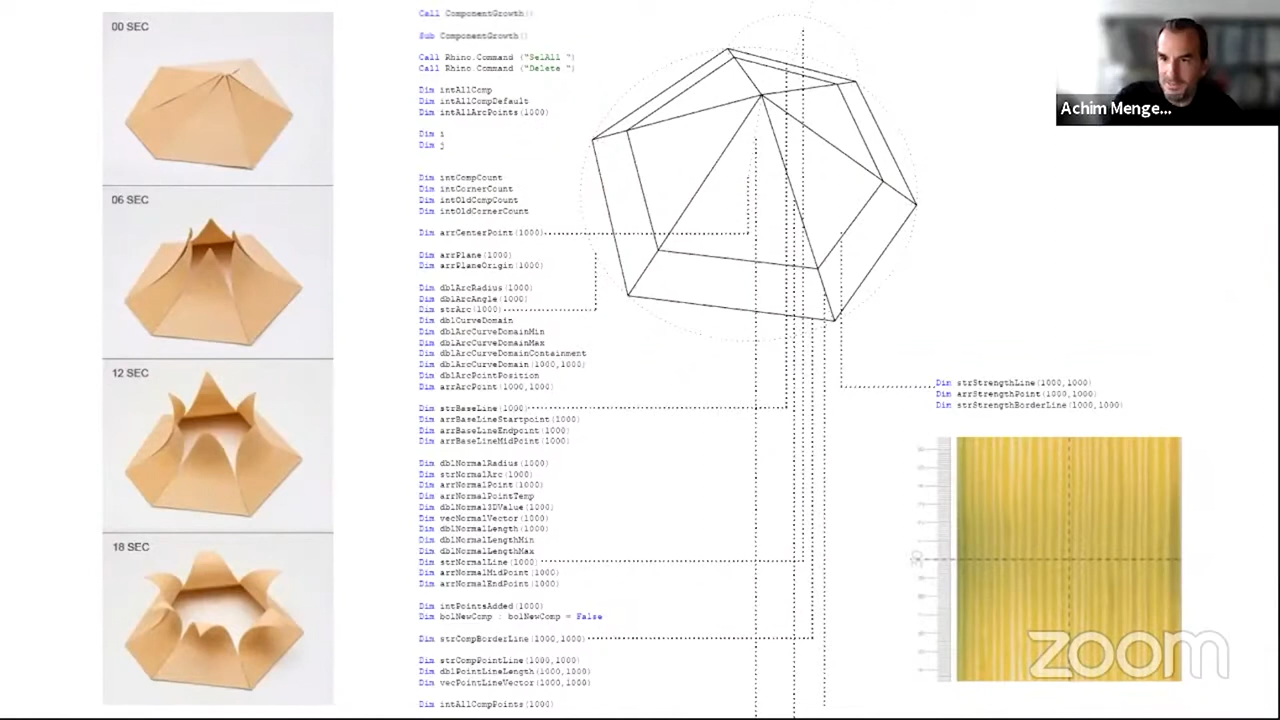 00 SEC
06 SEC
12 SEC
18 SEC
Call ComponentGrowth()
Sub ComponentGrowth()
Call Rhino.Command ("SelAll ")
Call Rhino.Command ("Delete ")
Dim intAllComp
Dim intAllCompDefault
Dim intAllArcPoints(1000)
Dim i
Dim j
Dim intCompCount
Dim intCornerCount
Dim intOldCompCount
Dim intOldCornerCount
Dim arrCenterPoint(1000)
Dim arrPlane(1000)
Dim arrPlaneOrigin(1000)
Dim dblArcRadius(1000)
Dim dblArcAngle(1000)
Dim strArc(1000)
Dim dblCurveDomain
Dim dblArcCurveDomainMin
Dim dblArcCurveDomainMax
Dim dblArcCurveDomainContainment
Dim dblArcCurveDomain(1000,1000)
Dim dblArcPointPosition
Dim arrArcPoint(1000,1000)
Dim strBaseLine(1000)
Dim arrBaseLineStartpoint(1000)
Dim arrBaseLineEndpoint(1000)
Dim arrBaseLineMidPoint(1000)
Dim dblNormalRadius(1000)
Dim strNormalArc(1000)
Dim arrNormalPoint(1000)
Dim arrNormalPointTemp
Dim dblNormal3DValue(1000)
Dim vecNormalVector(1000)
Dim dblNormalLength(1000)
Dim dblNormalLengthMin
Dim dblNormalLengthMax
Dim strNormalLine(1000)
Dim arrNormalMidPoint(1000)
Dim arrNormalEndPoint(1000)
Dim intPointsAdded(1000)
Dim bolNewComp : bolNewComp = False
Dim strCompBorderLine(1000,1000)
Dim strCompPointLine(1000,1000)
Dim dblPointLineLength(1000,1000)
Dim vecPointLineVector(1000,1000)
Dim intAllCompPoints(1000)
Dim strStrengthLine(1000,1000)
Dim arrStrengthPoint(1000,1000)
Dim strStrengthBorderLine(1000,1000)
Achim Menge...
zoom